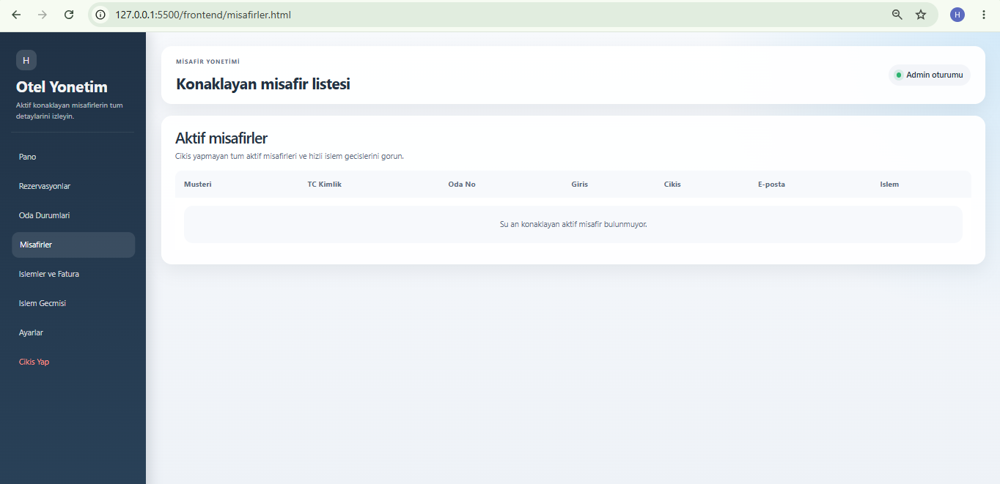 127.0.0.1:5500/frontend/misafirler.html
H
H
Otel Yonetim
Aktif konaklayan misafirlerin tum
detaylarini izleyin.
Pano
Rezervasyonlar
Oda Durumlari
Misafirler
Islemler ve Fatura
Islem Gecmisi
Ayarlar
Cikis Yap
MİSAFİR YONETİMİ
Konaklayan misafir listesi
Admin oturumu
Aktif misafirler
Cikis yapmayan tum aktif misafirleri ve hizli islem gecislerini gorun.
Musteri TC Kimlik Oda No Giris Cikis E-posta Islem
Su an konaklayan aktif misafir bulunmuyor.